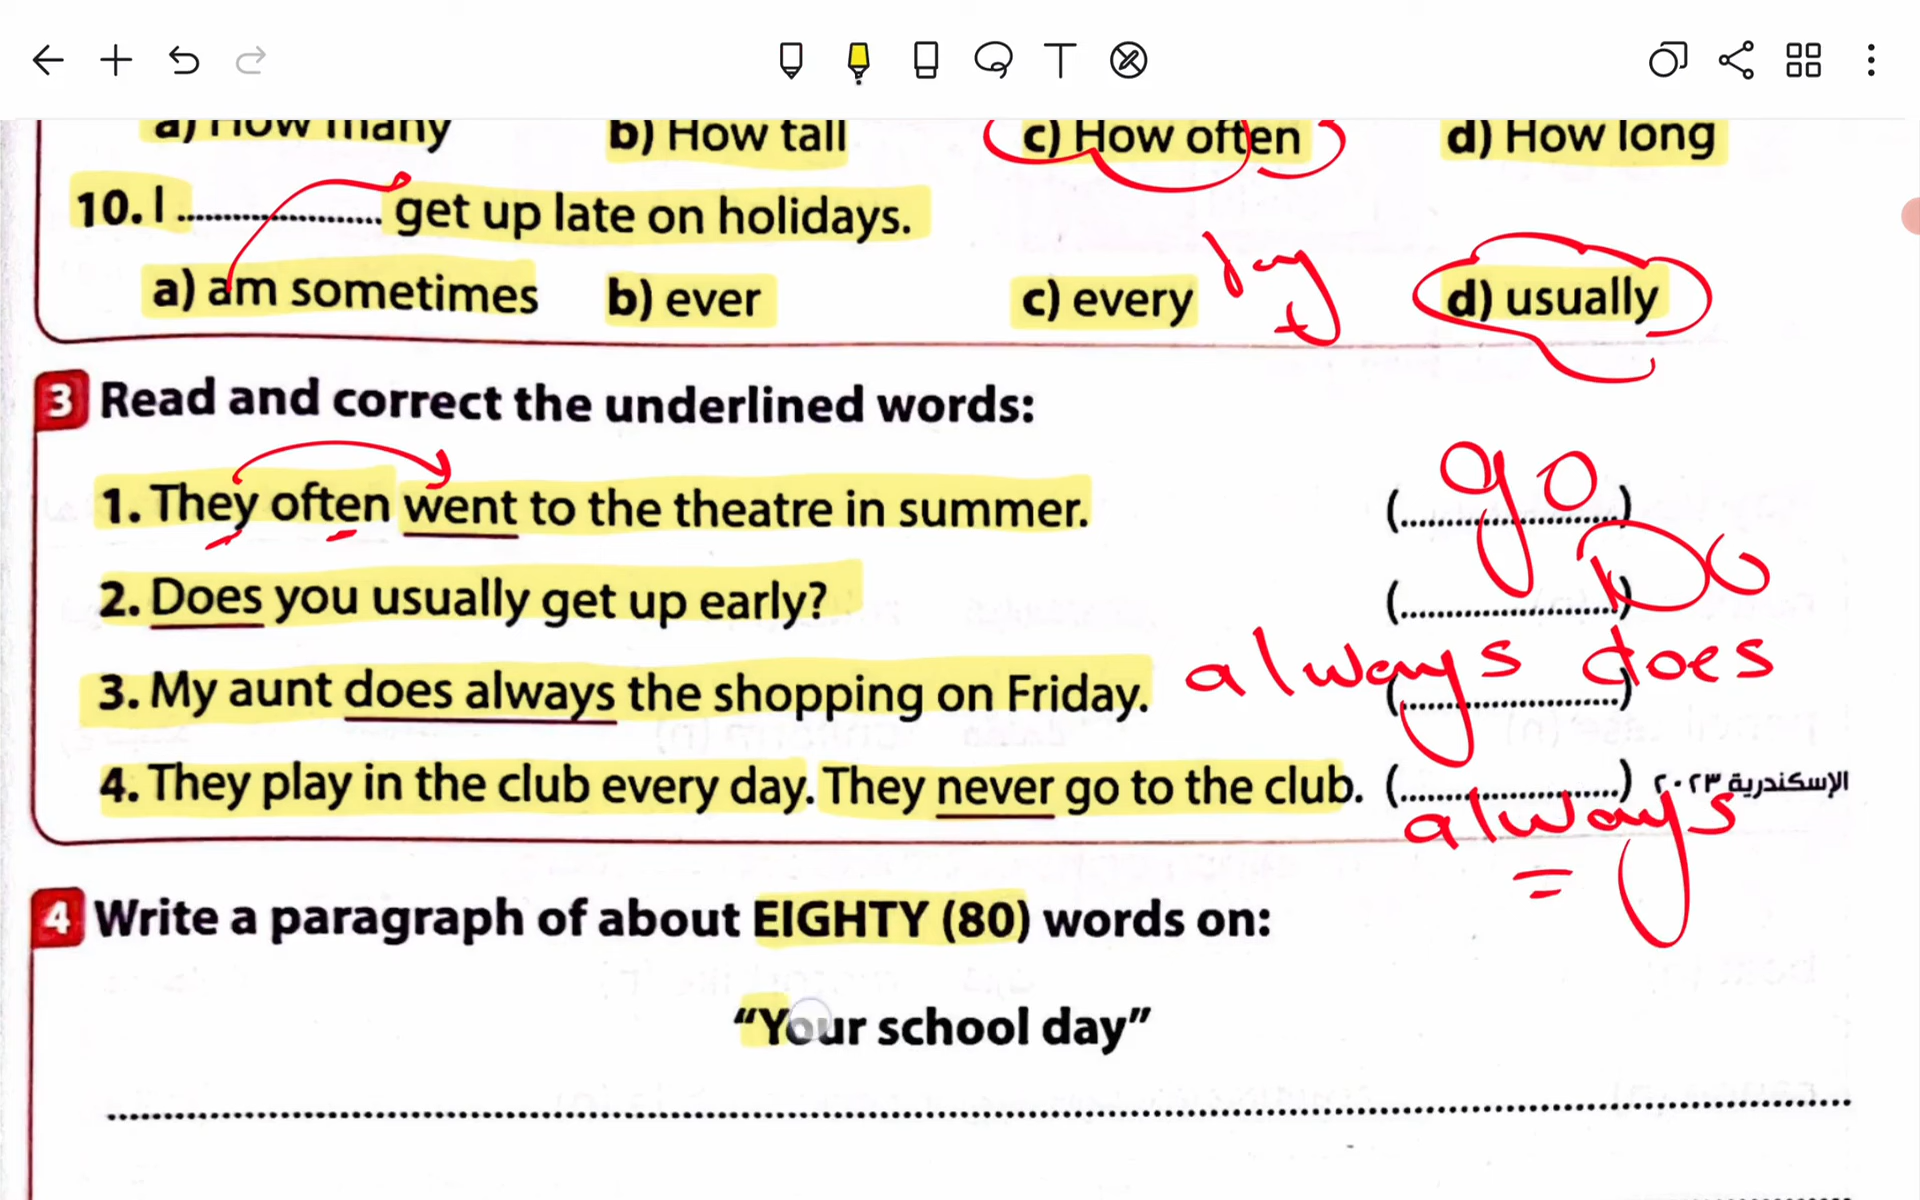 a) How many b) How tall c) How often d) How long
10. I ........................ get up late on holidays.
a) am sometimes b) ever c) every day d) usually
3 Read and correct the underlined words:
1. They often went to the theatre in summer. (........................) go
2. Does you usually get up early? (........................) Do
3. My aunt does always the shopping on Friday. (........................) always does
4. They play in the club every day. They never go to the club. (........................) الإسكندرية ٢٠٢٣
always
4 Write a paragraph of about EIGHTY (80) words on:
“Your school day”